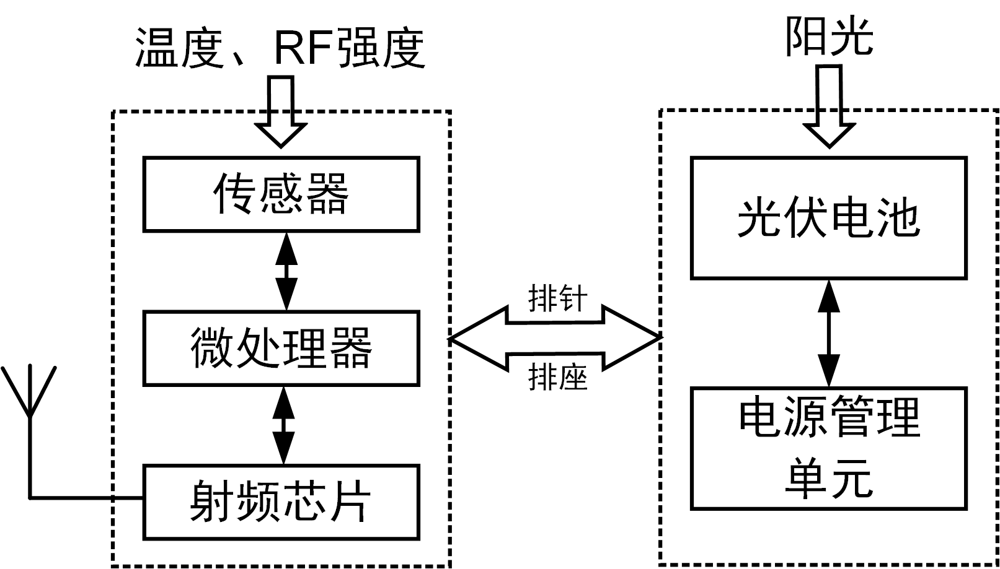 温度、RF强度
传感器
微处理器
射频芯片
排针
排座
阳光
光伏电池
电源管理
单元